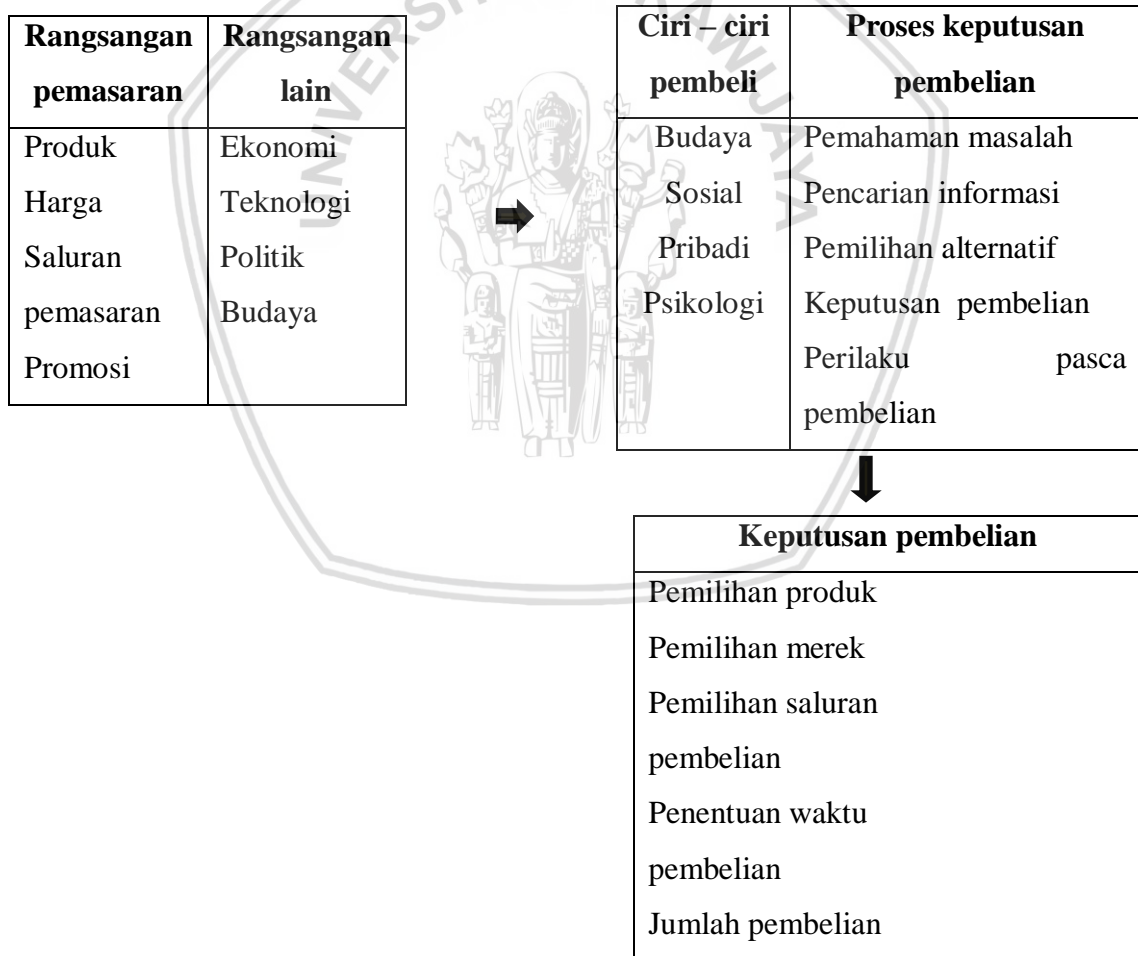 Rangsangan
pemasaran
Rangsangan
lain
Produk
Harga
Saluran
pemasaran
Promosi
Ekonomi
Teknologi
Politik
Budaya
Ciri – ciri
pembeli
Proses keputusan
pembelian
Budaya
Sosial
Pribadi
Psikologi
Pemahaman masalah
Pencarian informasi
Pemilihan alternatif
Keputusan pembelian
Perilaku pasca
pembelian
Keputusan pembelian
Pemilihan produk
Pemilihan merek
Pemilihan saluran
pembelian
Penentuan waktu
pembelian
Jumlah pembelian